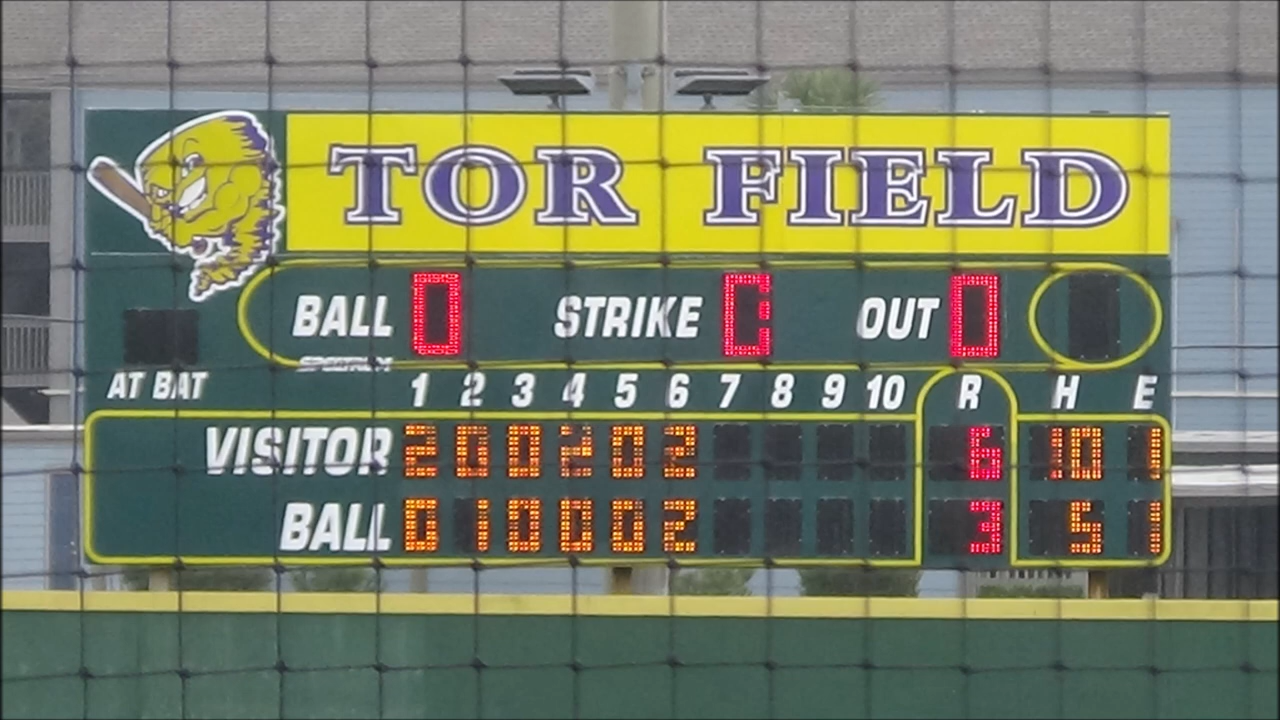 TOR FIELD
BALL 0 STRIKE 0 OUT 0
SPECTRUM
AT BAT 1 2 3 4 5 6 7 8 9 10 R H E
VISITOR 2 0 0 2 0 2 6 10 1
BALL 0 1 0 0 0 2 3 5 1